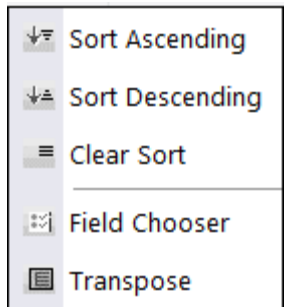 Sort Ascending
Sort Descending
Clear Sort
Field Chooser
Transpose